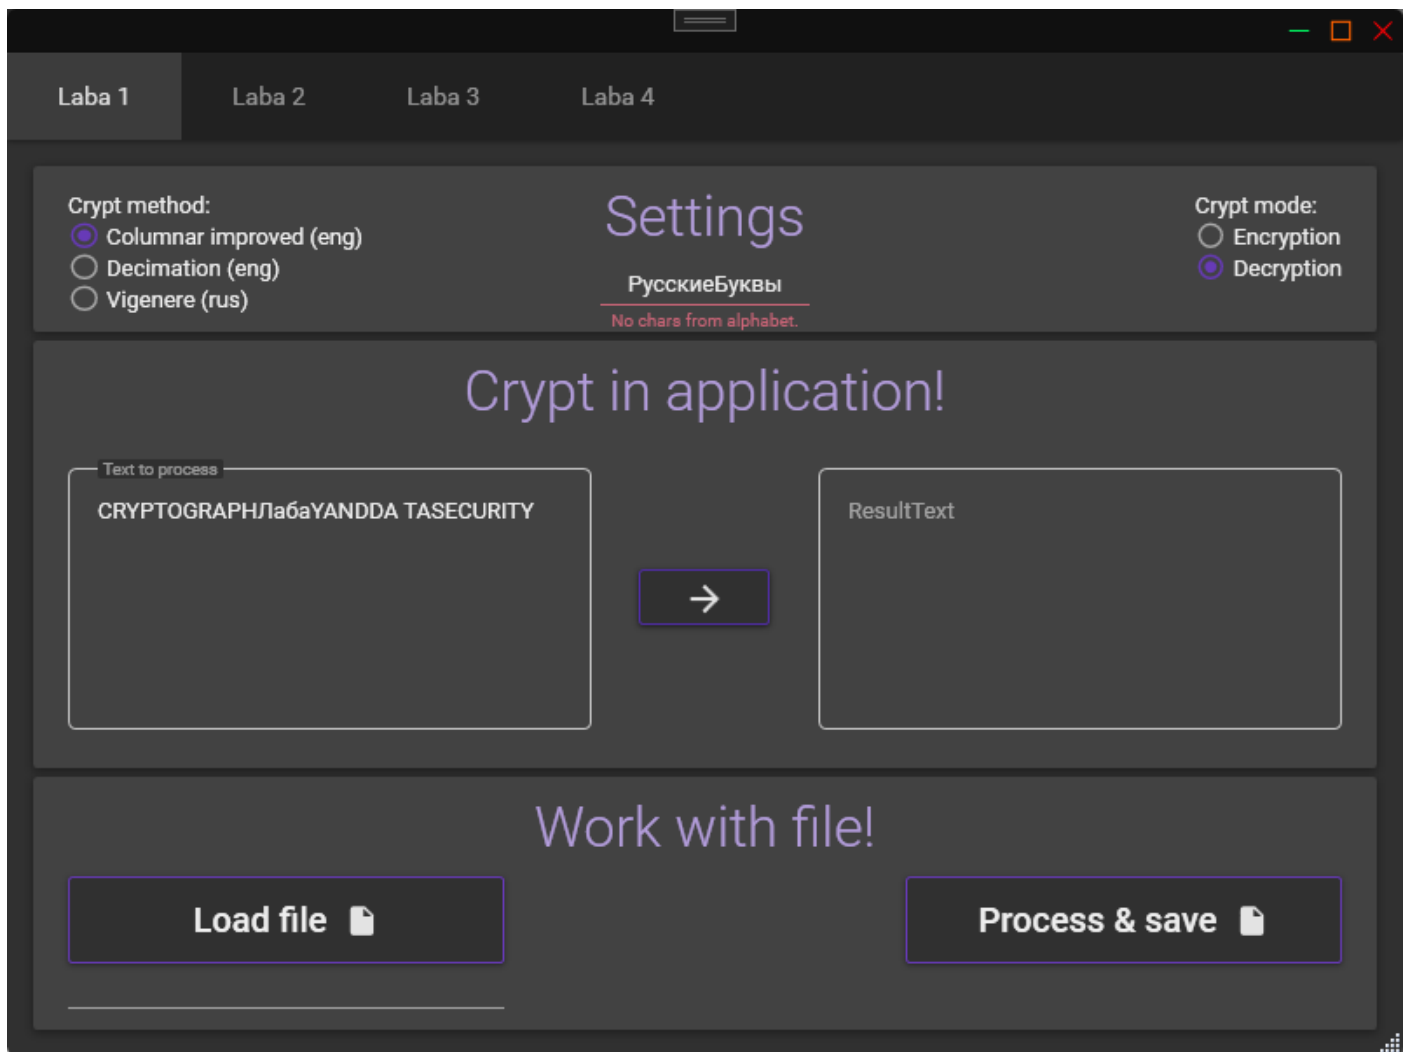 Laba 1 Laba 2 Laba 3 Laba 4
Crypt method:
Columnar improved (eng)
Decimation (eng)
Vigenere (rus)
Settings
РусскиеБуквы
No chars from alphabet.
Crypt mode:
Encryption
Decryption
Crypt in application!
Text to process
CRYPTOGRAPHЛабаYANDDA TASECURITY
ResultText
Work with file!
Load file
Process & save